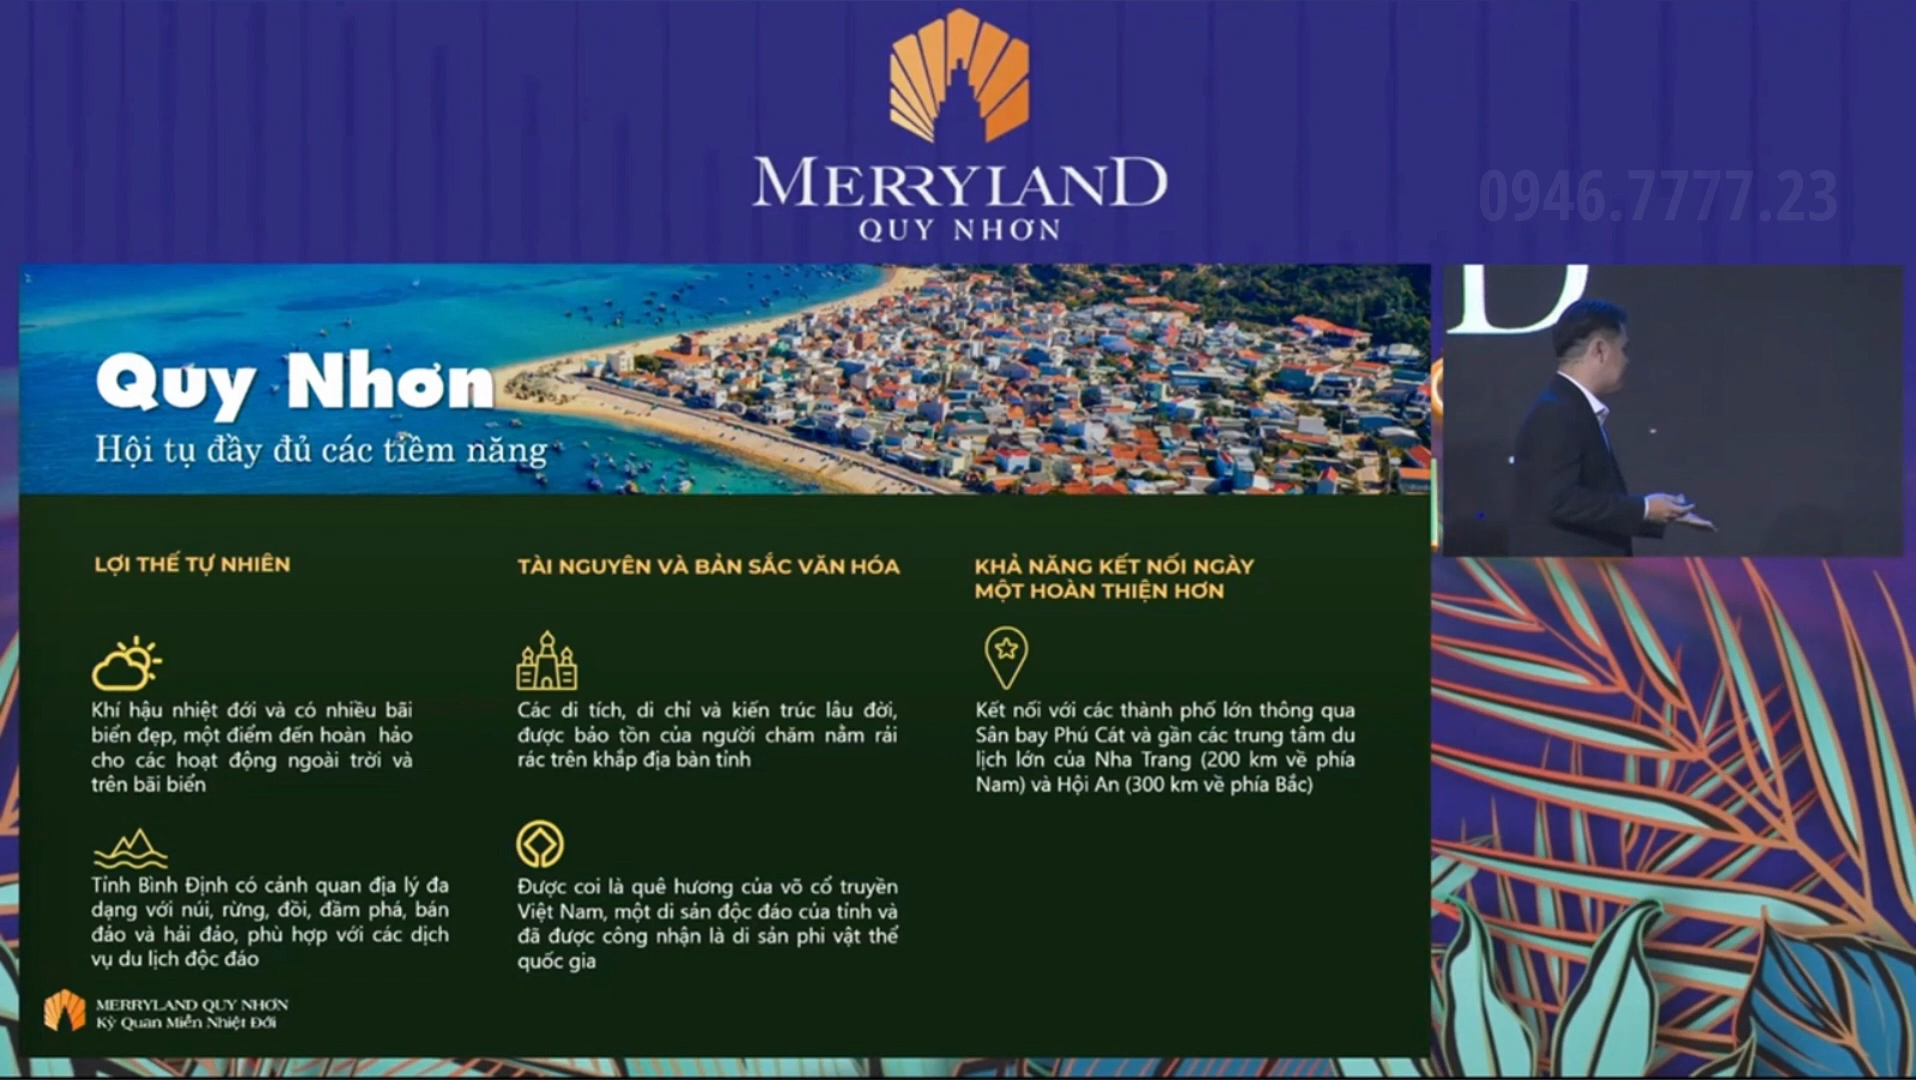 MERRYLAND
QUY NHƠN
0946.7777.23
D
Quy Nhơn
Hội tụ đầy đủ các tiềm năng
LỢI THẾ TỰ NHIÊN
Khí hậu nhiệt đới và có nhiều bãi
biển đẹp, một điểm đến hoàn hảo
cho các hoạt động ngoài trời và
trên bãi biển
Tỉnh Bình Định có cảnh quan địa lý đa
dạng với núi, rừng, đồi, đầm phá, bán
đảo và hải đảo, phù hợp với các dịch
vụ du lịch độc đáo
TÀI NGUYÊN VÀ BẢN SẮC VĂN HÓA
Các di tích, di chỉ và kiến trúc lâu đời,
được bảo tồn của người chăm nằm rải
rác trên khắp địa bàn tỉnh
Được coi là quê hương của võ cổ truyền
Việt Nam, một di sản độc đáo của tỉnh và
đã được công nhận là di sản phi vật thể
quốc gia
KHẢ NĂNG KẾT NỐI NGÀY
MỘT HOÀN THIỆN HƠN
Kết nối với các thành phố lớn thông qua
Sân bay Phú Cát và gần các trung tâm du
lịch lớn của Nha Trang (200 km về phía
Nam) và Hội An (300 km về phía Bắc)
MERRYLAND QUY NHƠN
Kỳ Quan Miền Nhiệt Đới